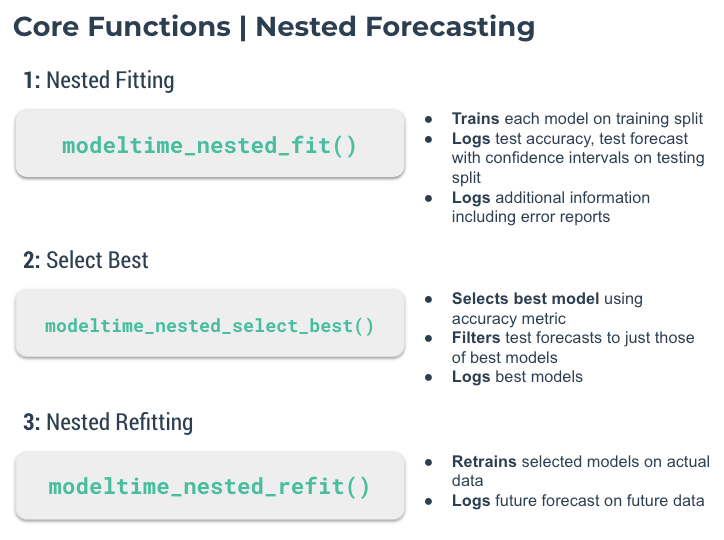 Core Functions | Nested Forecasting
1: Nested Fitting
modeltime_nested_fit()
● Trains each model on training split
● Logs test accuracy, test forecast
with confidence intervals on testing
split
● Logs additional information
including error reports
2: Select Best
modeltime_nested_select_best()
● Selects best model using
accuracy metric
● Filters test forecasts to just those
of best models
● Logs best models
3: Nested Refitting
modeltime_nested_refit()
● Retrains selected models on actual
data
● Logs future forecast on future data